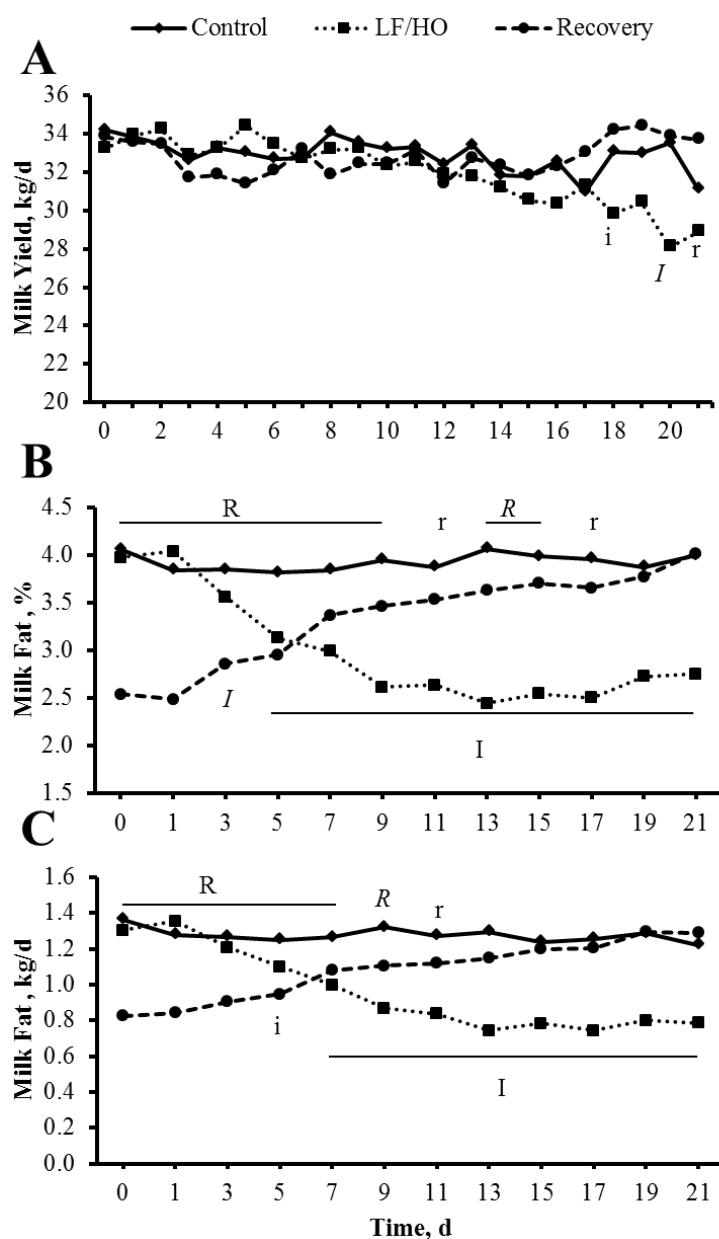 Control LF/HO Recovery
A
Milk Yield, kg/d
36
34
32
30
28
26
24
22
20
i
I
r
0 2 4 6 8 10 12 14 16 18 20
B
Milk Fat , %
4.5
4.0
3.5
3.0
2.5
2.0
1.5
R r R r
I
I
0 1 3 5 7 9 11 13 15 17 19 21
C
Milk Fat , kg/d
1.6
1.4
1.2
1.0
0.8
0.6
0.4
0.2
0.0
R R r
i
I
0 1 3 5 7 9 11 13 15 17 19 21
Time, d